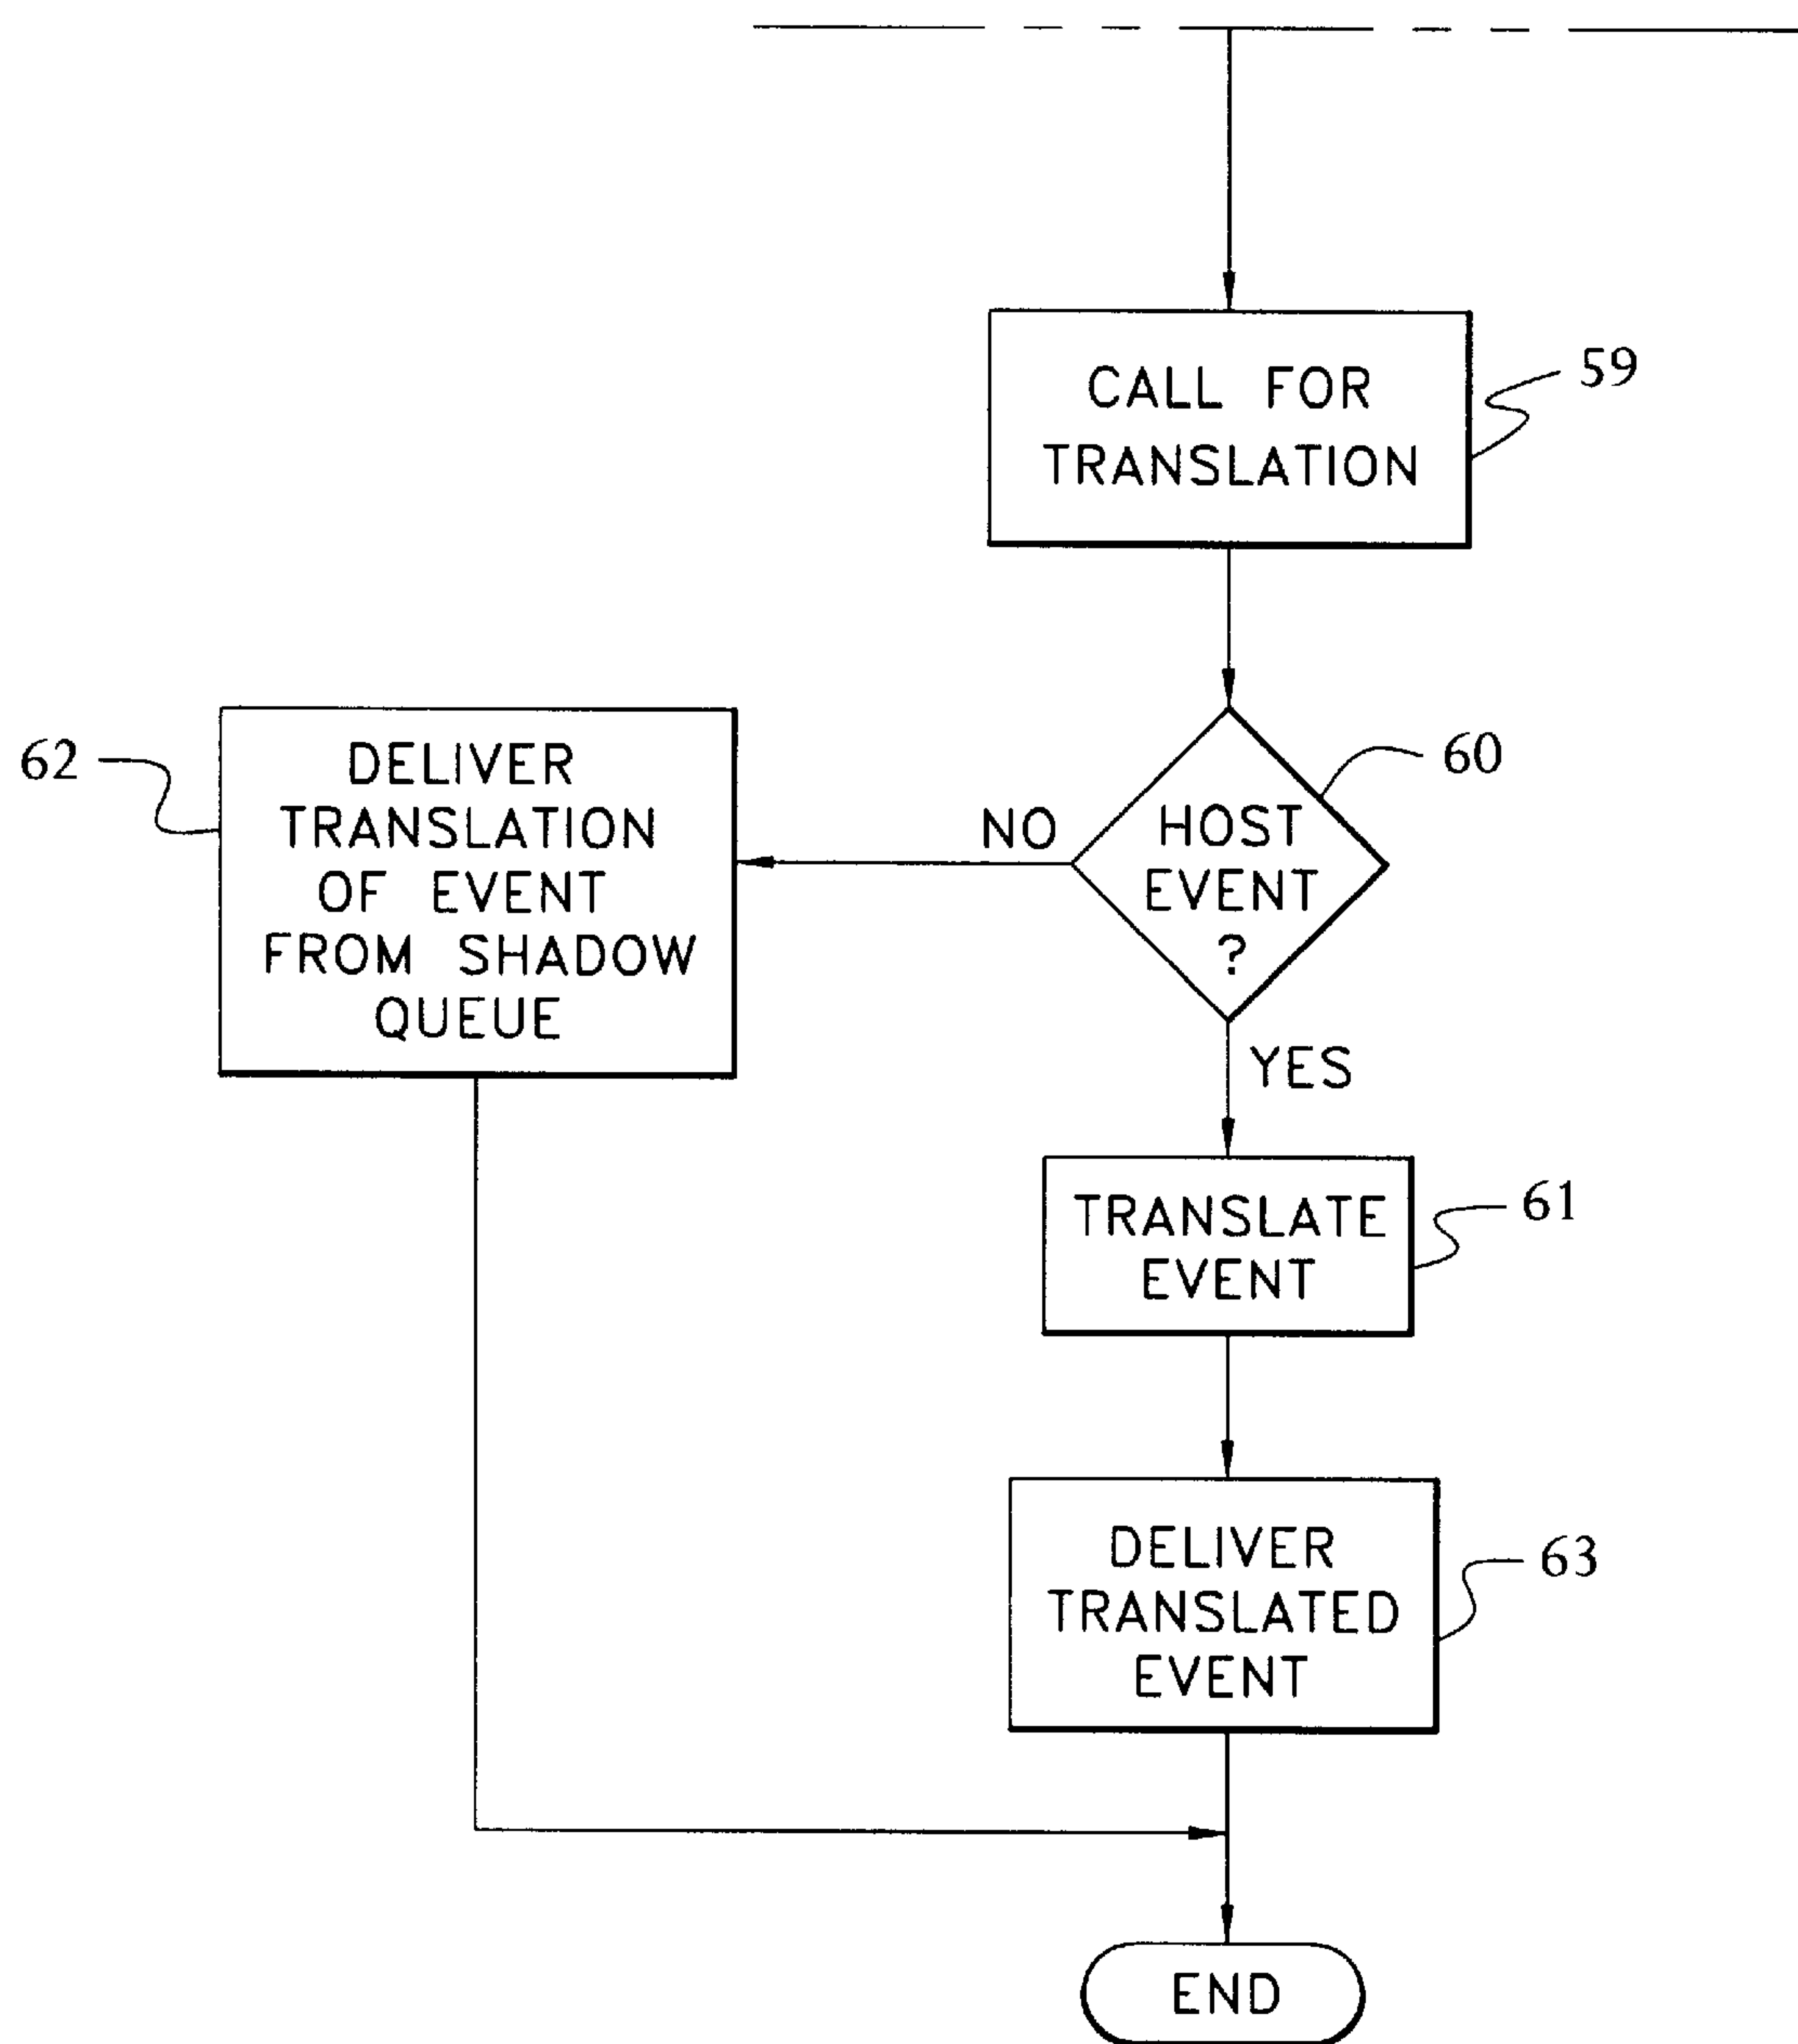 CALL FOR
TRANSLATION
59
HOST
EVENT
?
60
NO
DELIVER
TRANSLATION
OF EVENT
FROM SHADOW
QUEUE
62
YES
TRANSLATE
EVENT
61
DELIVER
TRANSLATED
EVENT
63
END